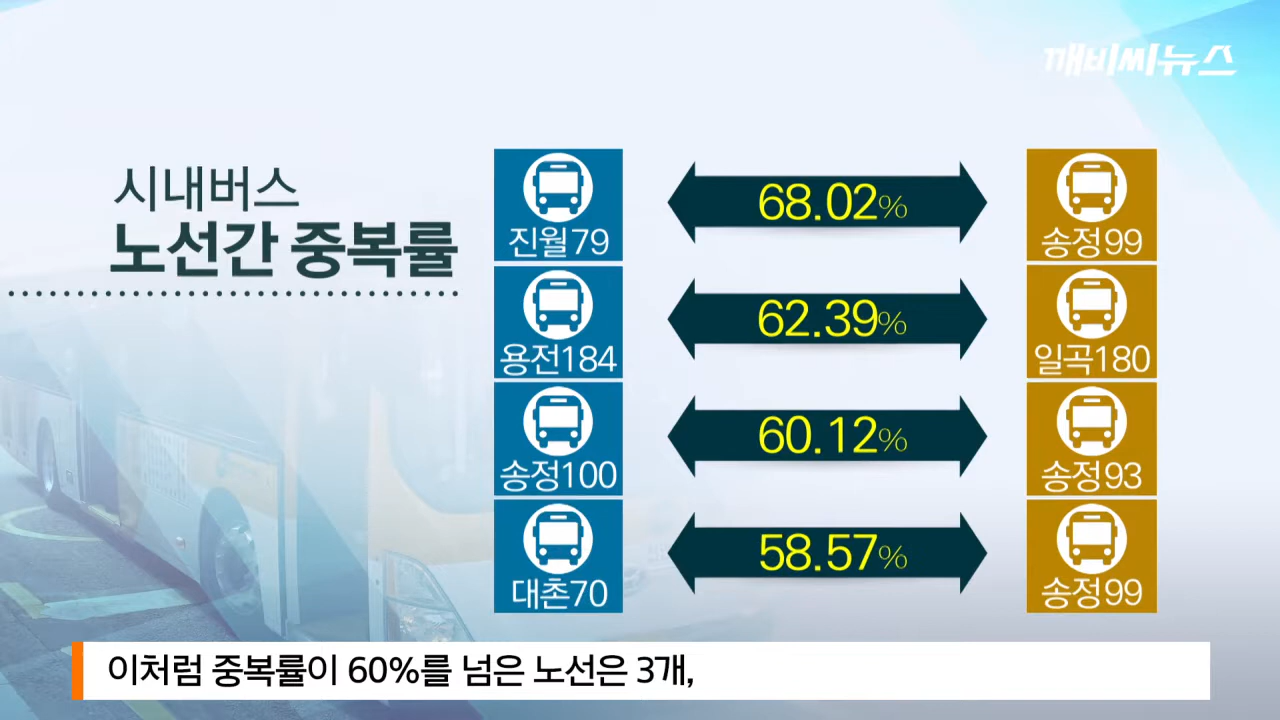 깨비씨뉴스
시내버스
노선간 중복률
진월79
68.02%
송정99
용전184
62.39%
일곡180
송정100
60.12%
송정93
대촌70
58.57%
송정99
이처럼 중복률이 60%를 넘은 노선은 3개,